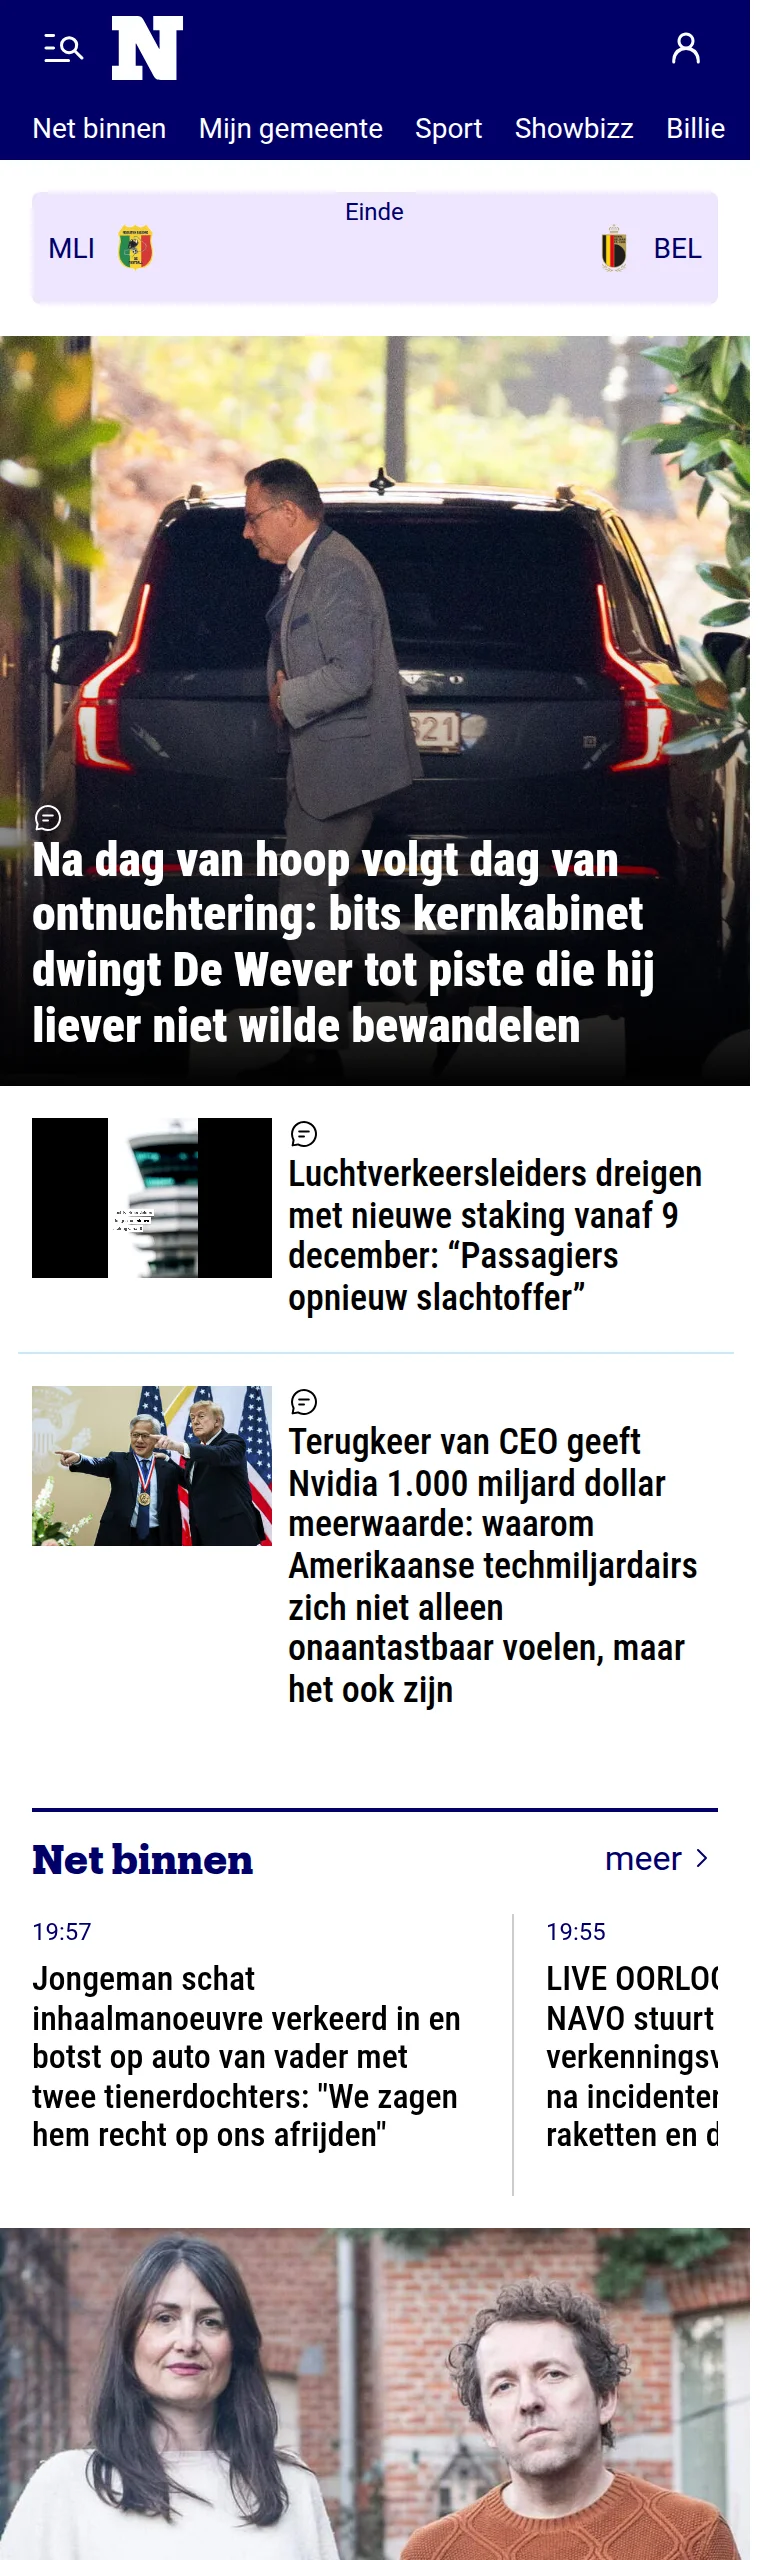 N
Net binnen Mijn gemeente Sport Showbizz Billie
Einde
MLI BEL
321
Na dag van hoop volgt dag van
ontnuchtering: bits kernkabinet
dwingt De Wever tot piste die hij
liever niet wilde bewandelen
Luchtverkeersleiders dreigen
met nieuwe staking vanaf 9
december: “Passagiers
opnieuw slachtoffer”
Terugkeer van CEO geeft
Nvidia 1.000 miljard dollar
meerwaarde: waarom
Amerikaanse techmiljardairs
zich niet alleen
onaantastbaar voelen, maar
het ook zijn
Net binnen meer
19:57
Jongeman schat
inhaalmanoeuvre verkeerd in en
botst op auto van vader met
twee tienerdochters: "We zagen
hem recht op ons afrijden"
19:55
LIVE OORLO
NAVO stuurt
verkenningsv
na incidenten
raketten en d